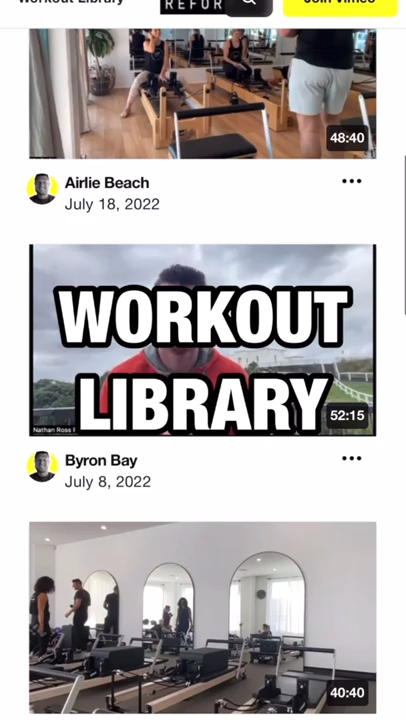 Workout Library
REFOR
Join Vimeo
48:40
Airlie Beach
July 18, 2022
WORKOUT
LIBRARY
Nathan Ross
52:15
Byron Bay
July 8, 2022
40:40